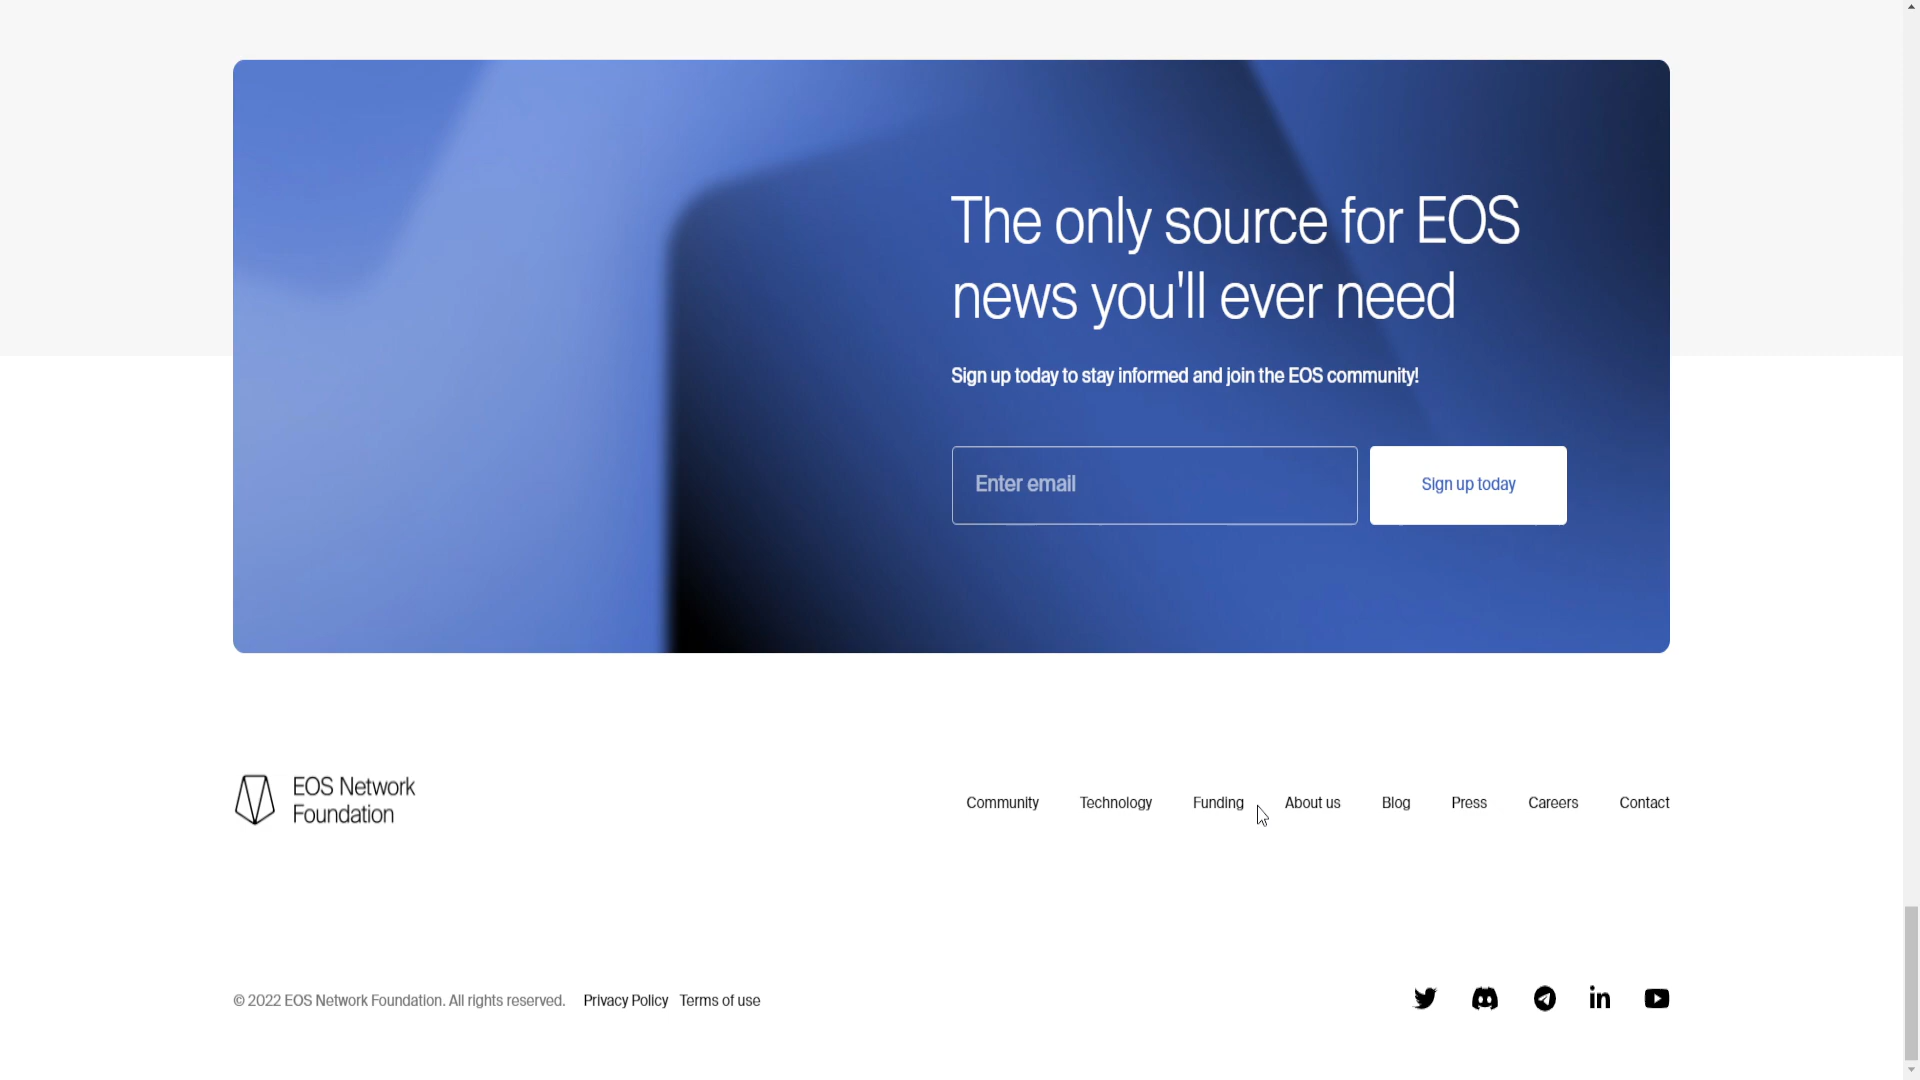 The only source for EOS
news you'll ever need
Sign up today to stay informed and join the EOS community!
Enter email
Sign up today
EOS Network
Foundation
Community Technology Funding About us Blog Press Careers Contact
© 2022 EOS Network Foundation. All rights reserved. Privacy Policy Terms of use
in